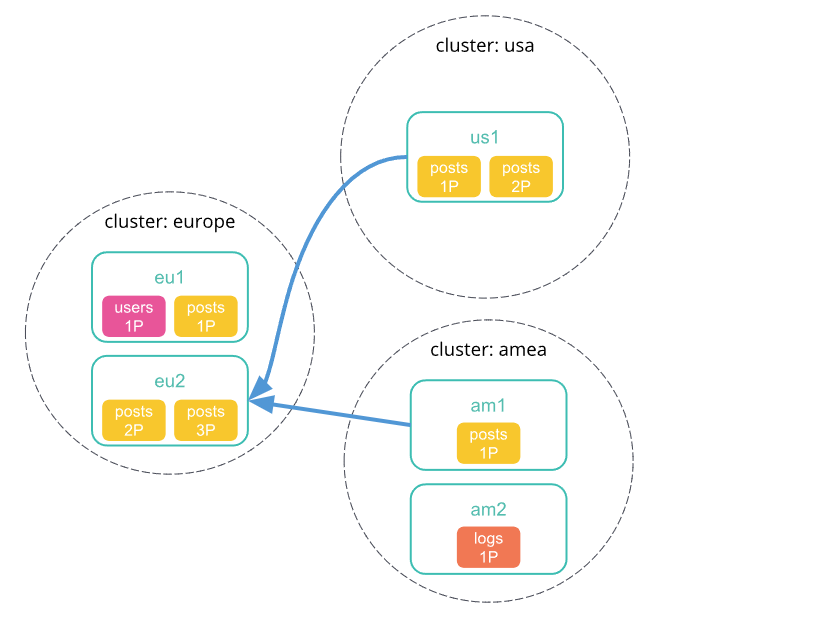 cluster: usa
us1
posts
1P
posts
2P
cluster: europe
eu1
users
1P
posts
1P
eu2
posts
2P
posts
3P
cluster: amea
am1
posts
1P
am2
logs
1P